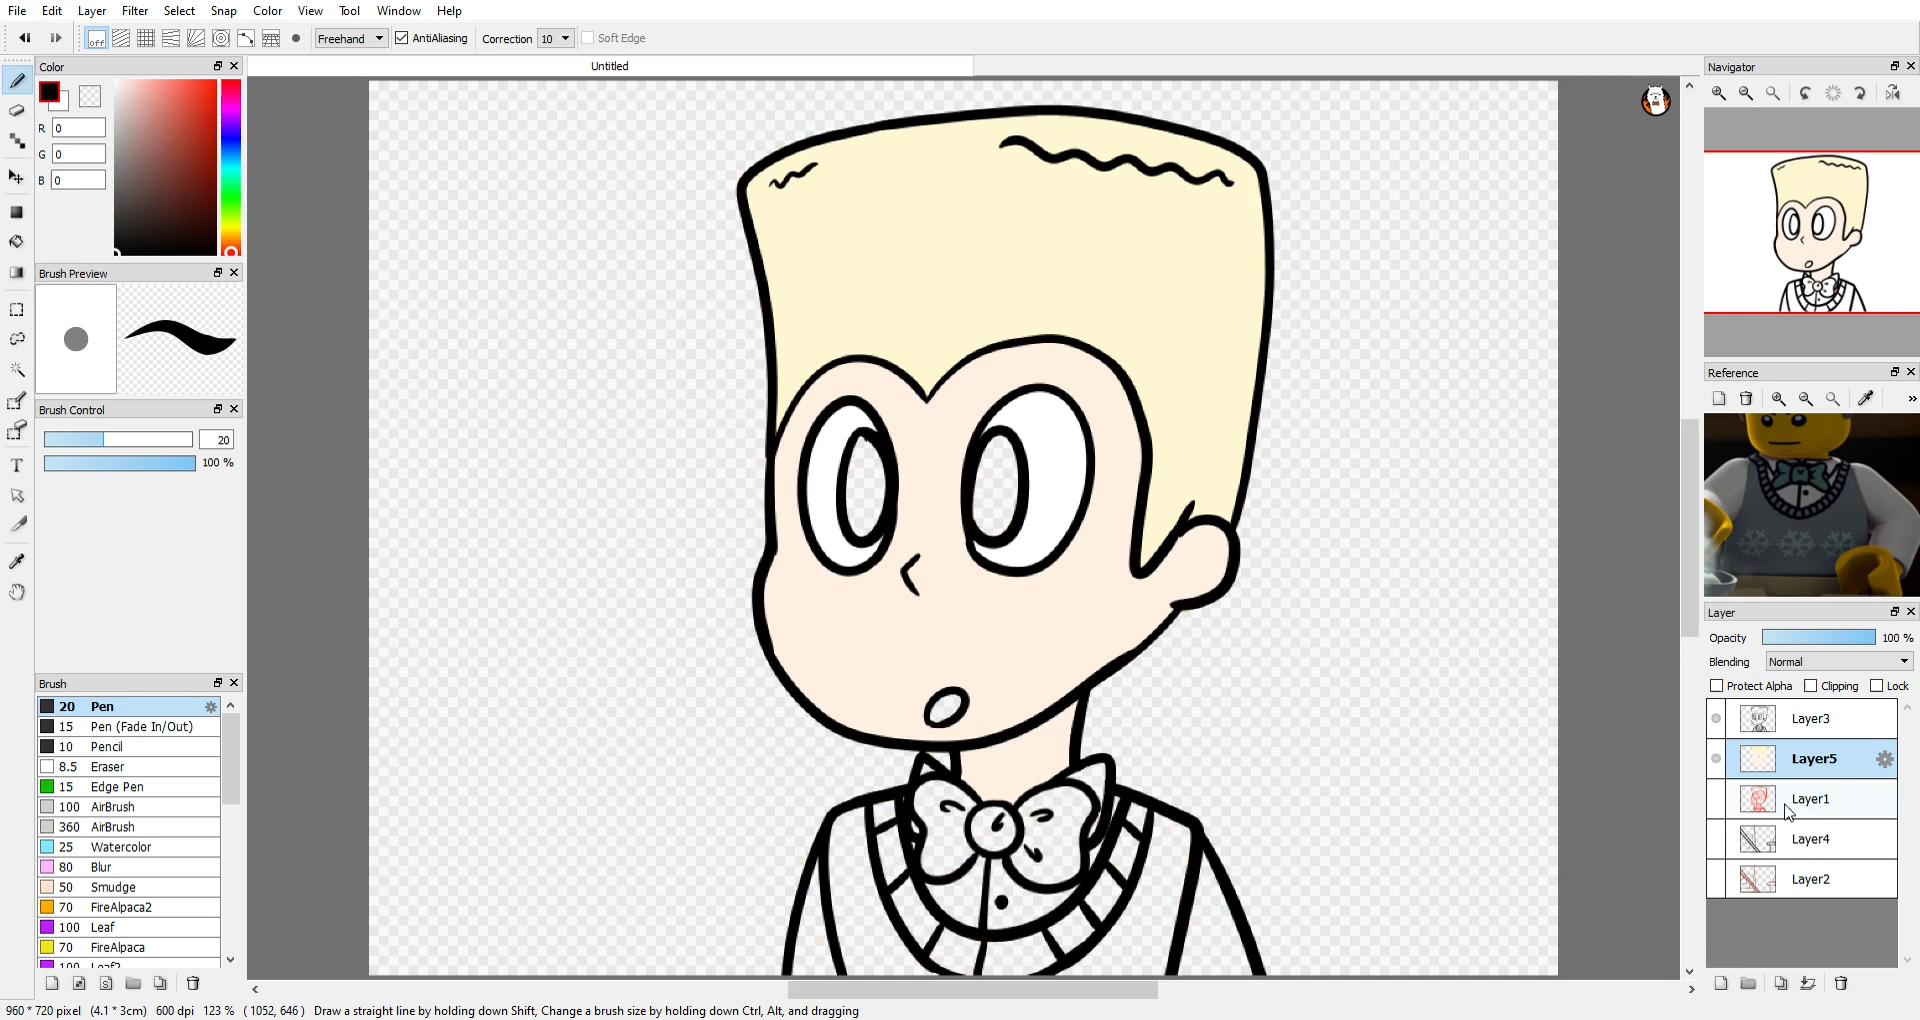 File Edit Layer Filter Select Snap Color View Tool Window Help
off Freehand AntiAliasing Correction 10 Soft Edge
Color
R 0
G 0
B 0
Brush Preview
Brush Control
20
100 %
Brush
20 Pen
15 Pen (Fade In/Out)
10 Pencil
8.5 Eraser
15 Edge Pen
100 AirBrush
360 AirBrush
25 Watercolor
80 Blur
50 Smudge
70 FireAlpaca2
100 Leaf
70 FireAlpaca
100 Leaf2
Untitled
Navigator
Reference
»
Layer
Opacity 100 %
Blending Normal
Protect Alpha Clipping Lock
Layer3
Layer5
Layer1
Layer4
Layer2
960 * 720 pixel (4.1 * 3cm) 600 dpi 123 % ( 1052, 646 ) Draw a straight line by holding down Shift, Change a brush size by holding down Ctrl, Alt, and dragging